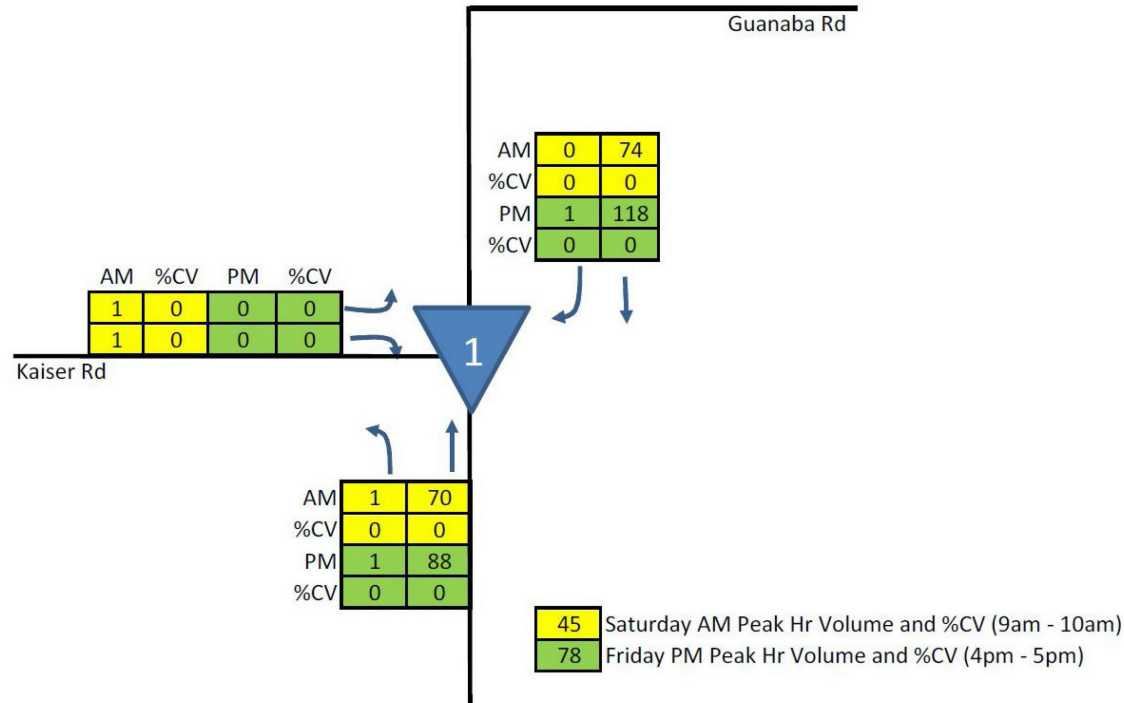 Guanaba Rd
AM 0 74
%CV 0 0
PM 1 118
%CV 0 0
AM %CV PM %CV
1 0 0 0
1 0 0 0
Kaiser Rd
1
AM 1 70
%CV 0 0
PM 1 88
%CV 0 0
45 Saturday AM Peak Hr Volume and %CV (9am - 10am)
78 Friday PM Peak Hr Volume and %CV (4pm - 5pm)